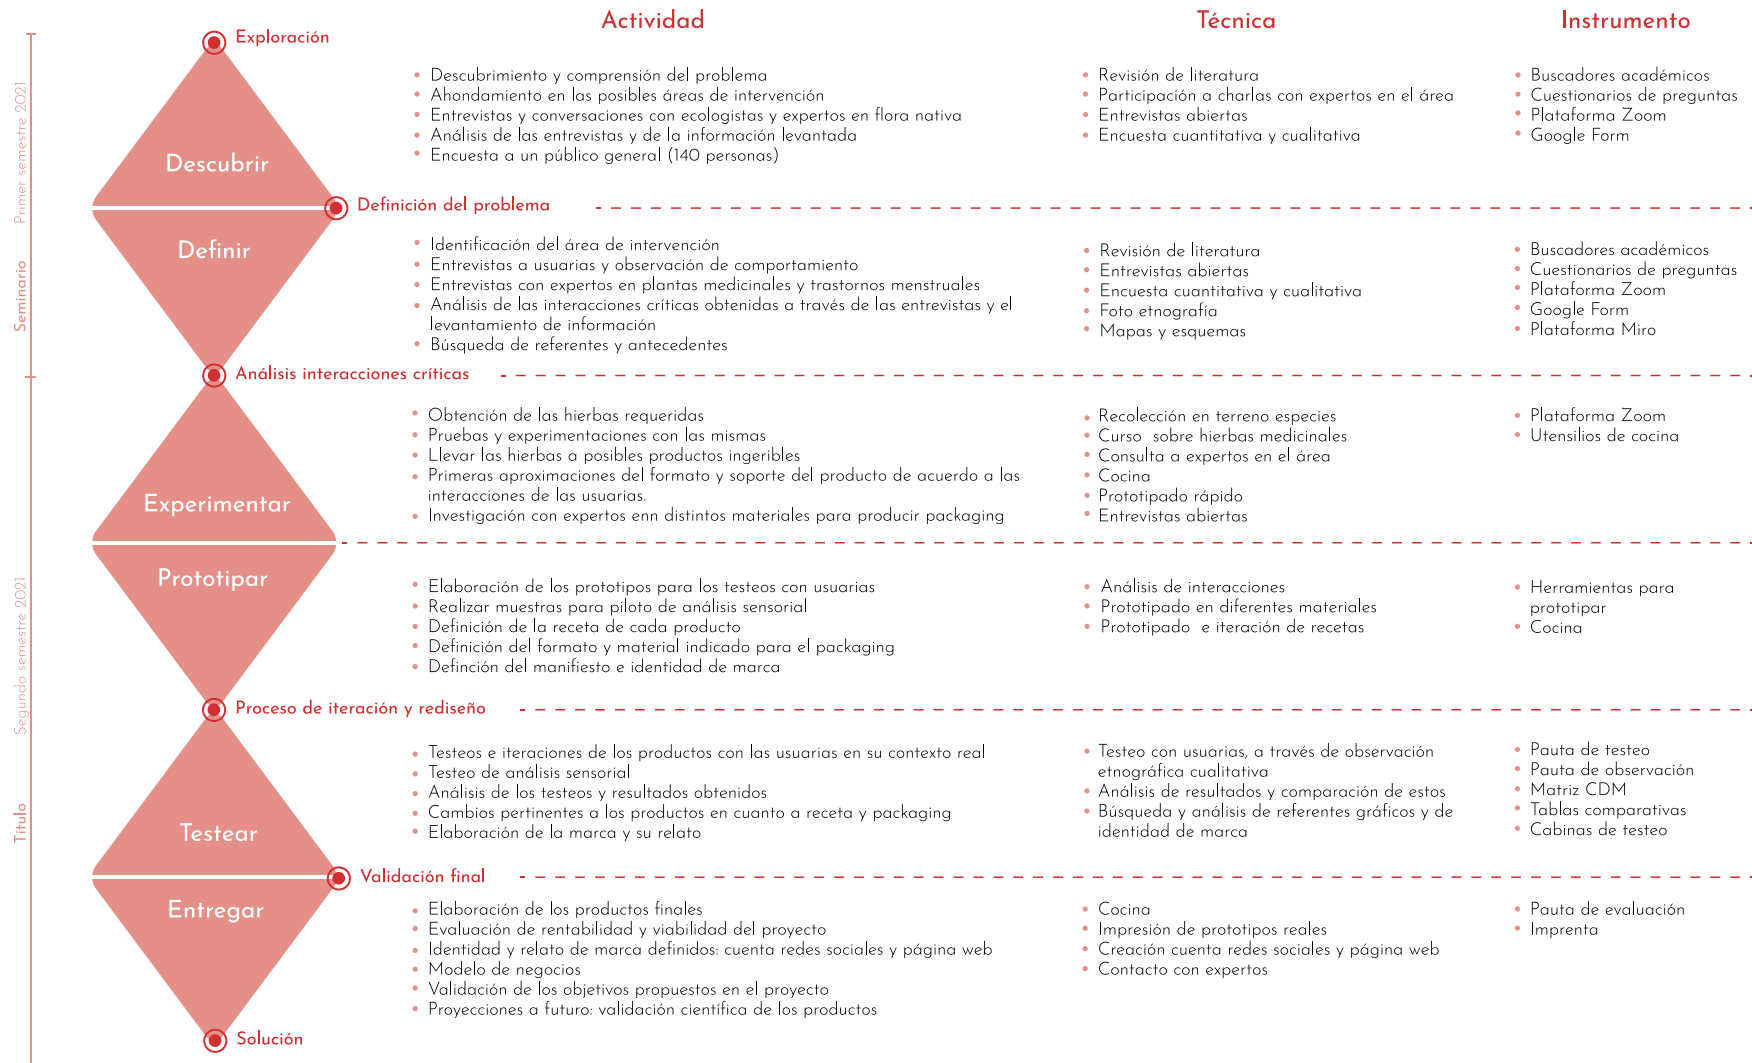 Actividad
Técnica
Instrumento
Primer semestre 2021
Seminario
Exploración
Descubrir
Descubrimiento y comprensión del problema
Ahondamiento en las posibles áreas de intervención
Entrevistas y conversaciones con ecologistas y expertos en flora nativa
Análisis de las entrevistas y de la información levantada
Encuesta a un público general (140 personas)
Revisión de literatura
Participación a charlas con expertos en el área
Entrevistas abiertas
Encuesta cuantitativa y cualitativa
Buscadores académicos
Cuestionarios de preguntas
Plataforma Zoom
Google Form
Definición del problema
Definir
Identificación del área de intervención
Entrevistas a usuarias y observación de comportamiento
Entrevistas con expertos en plantas medicinales y trastornos menstruales
Análisis de las interacciones críticas obtenidas a través de las entrevistas y el
levantamiento de información
Búsqueda de referentes y antecedentes
Revisión de literatura
Entrevistas abiertas
Encuesta cuantitativa y cualitativa
Foto etnografía
Mapas y esquemas
Buscadores académicos
Cuestionarios de preguntas
Plataforma Zoom
Google Form
Plataforma Miro
Análisis interacciones críticas
Segundo semestre 2021
Título
Experimentar
Obtención de las hierbas requeridas
Pruebas y experimentaciones con las mismas
Llevar las hierbas a posibles productos ingeribles
Primeras aproximaciones del formato y soporte del producto de acuerdo a las
interacciones de las usuarias.
Investigación con expertos enn distintos materiales para producir packaging
Recolección en terreno especies
Curso  sobre hierbas medicinales
Consulta a expertos en el área
Cocina
Prototipado rápido
Entrevistas abiertas
Plataforma Zoom
Utensilios de cocina
Prototipar
Elaboración de los prototipos para los testeos con usuarias
Realizar muestras para piloto de análisis sensorial
Definición de la receta de cada producto
Definición del formato y material indicado para el packaging
Definción del manifiesto e identidad de marca
Análisis de interacciones
Prototipado en diferentes materiales
Prototipado  e iteración de recetas
Herramientas para
prototipar
Cocina
Proceso de iteración y rediseño
Testear
Testeos e iteraciones de los productos con las usuarias en su contexto real
Testeo de análisis sensorial
Análisis de los testeos y resultados obtenidos
Cambios pertinentes a los productos en cuanto a receta y packaging
Elaboración de la marca y su relato
Testeo con usuarias, a través de observación
etnográfica cualitativa
Análisis de resultados y comparación de estos
Búsqueda y análisis de referentes gráficos y de
identidad de marca
Pauta de testeo
Pauta de observación
Matriz CDM
Tablas comparativas
Cabinas de testeo
Validación final
Entregar
Elaboración de los productos finales
Evaluación de rentabilidad y viabilidad del proyecto
Identidad y relato de marca definidos: cuenta redes sociales y página web
Modelo de negocios
Validación de los objetivos propuestos en el proyecto
Proyecciones a futuro: validación científica de los productos
Cocina
Impresión de prototipos reales
Creación cuenta redes sociales y página web
Contacto con expertos
Pauta de evaluación
Imprenta
Solución